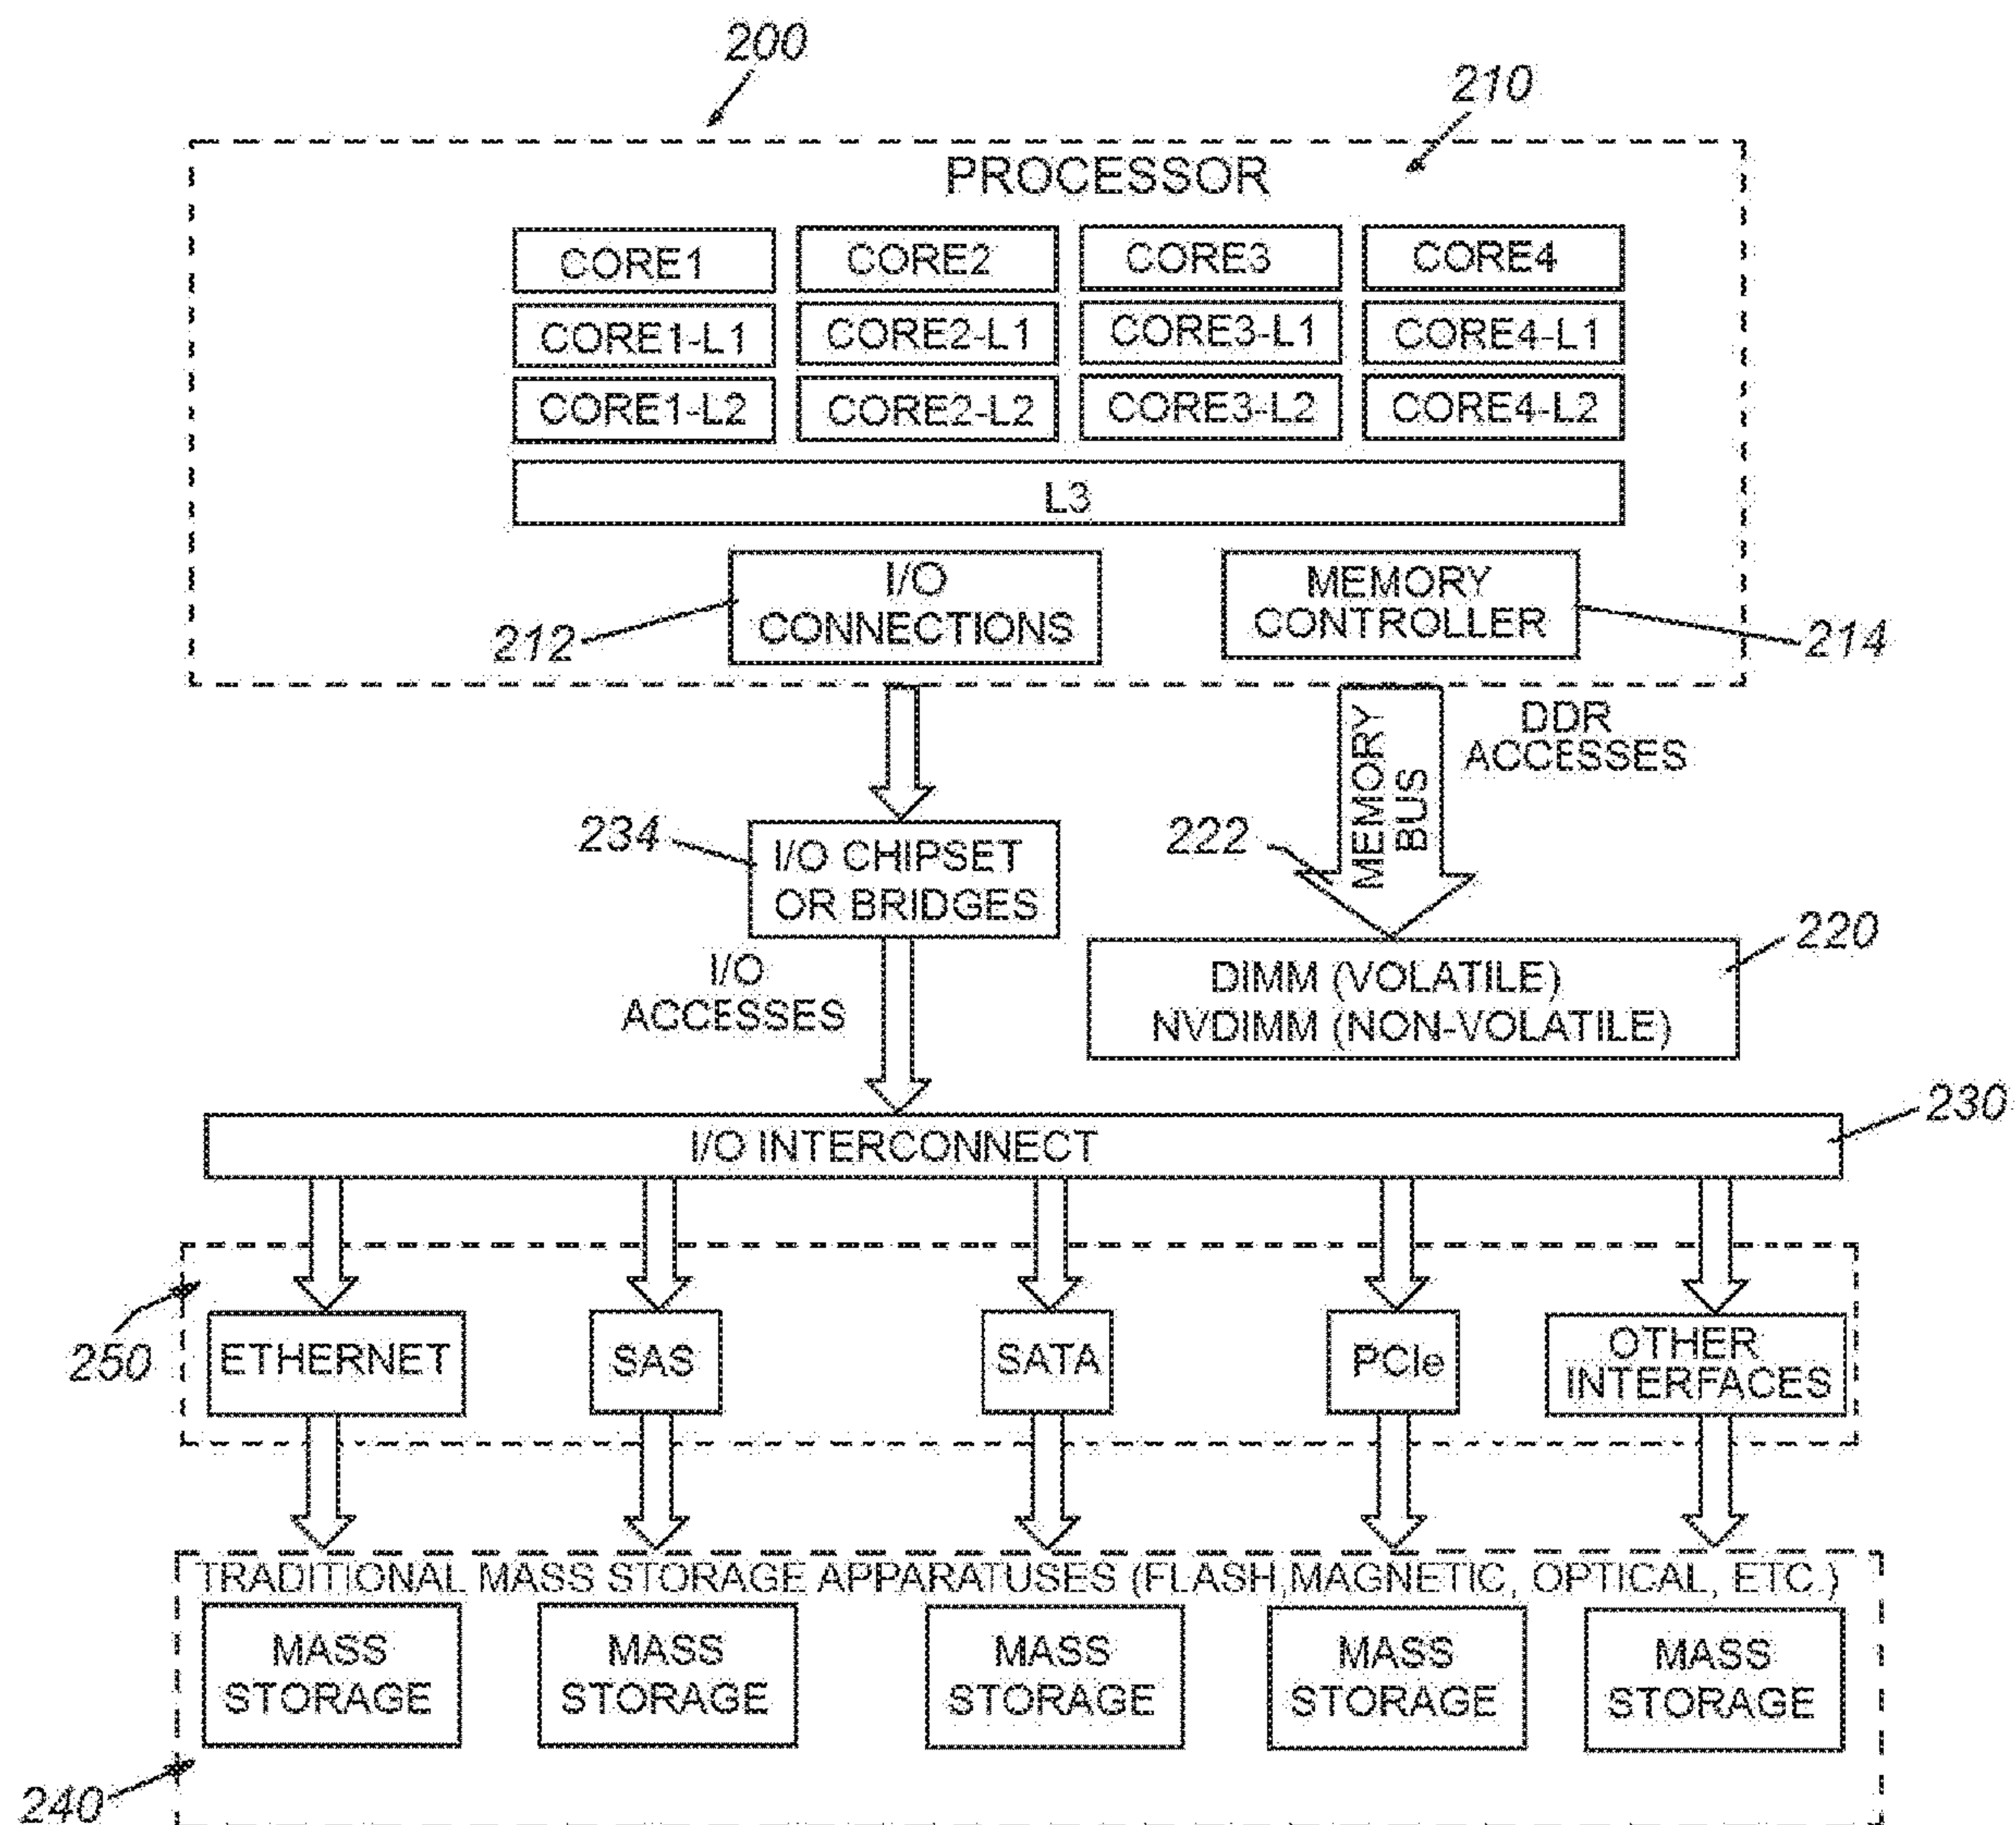 200
210
PROCESSOR
CORE1 CORE2 CORE3 CORE4
CORE1-L1 CORE2-L1 CORE3-L1 CORE4-L1
CORE1-L2 CORE2-L2 CORE3-L2 CORE4-L2
L3
I/O
CONNECTIONS
212
MEMORY
CONTROLLER
214
MEMORY
BUS
DDR
ACCESSES
234
I/O CHIPSET
OR BRIDGES
222
220
I/O
ACCESSES
DIMM (VOLATILE)
NVDIMM (NON-VOLATILE)
230
I/O INTERCONNECT
250
ETHERNET
SAS
SATA
PCIe
OTHER
INTERFACES
TRADITIONAL MASS STORAGE APPARATUSES (FLASH,MAGNETIC, OPTICAL, ETC.)
MASS
STORAGE
MASS
STORAGE
MASS
STORAGE
MASS
STORAGE
MASS
STORAGE
240